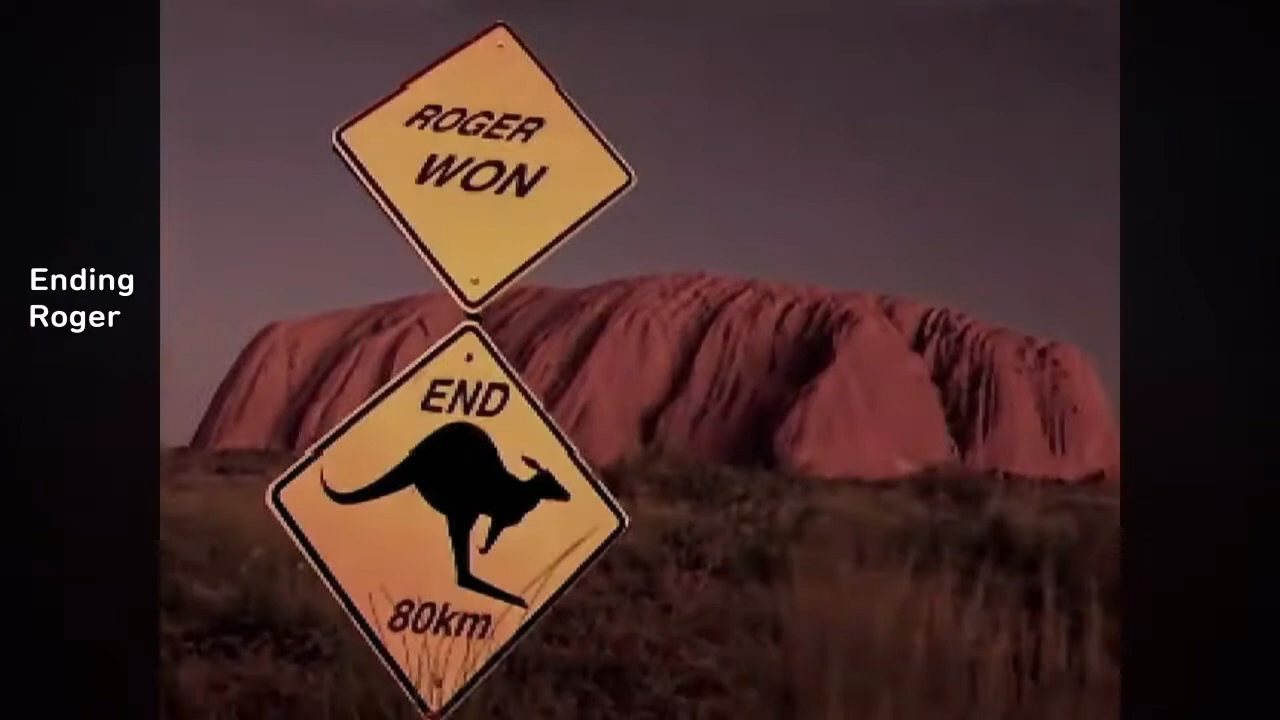 Ending
Roger
ROGER
WON
END
80km